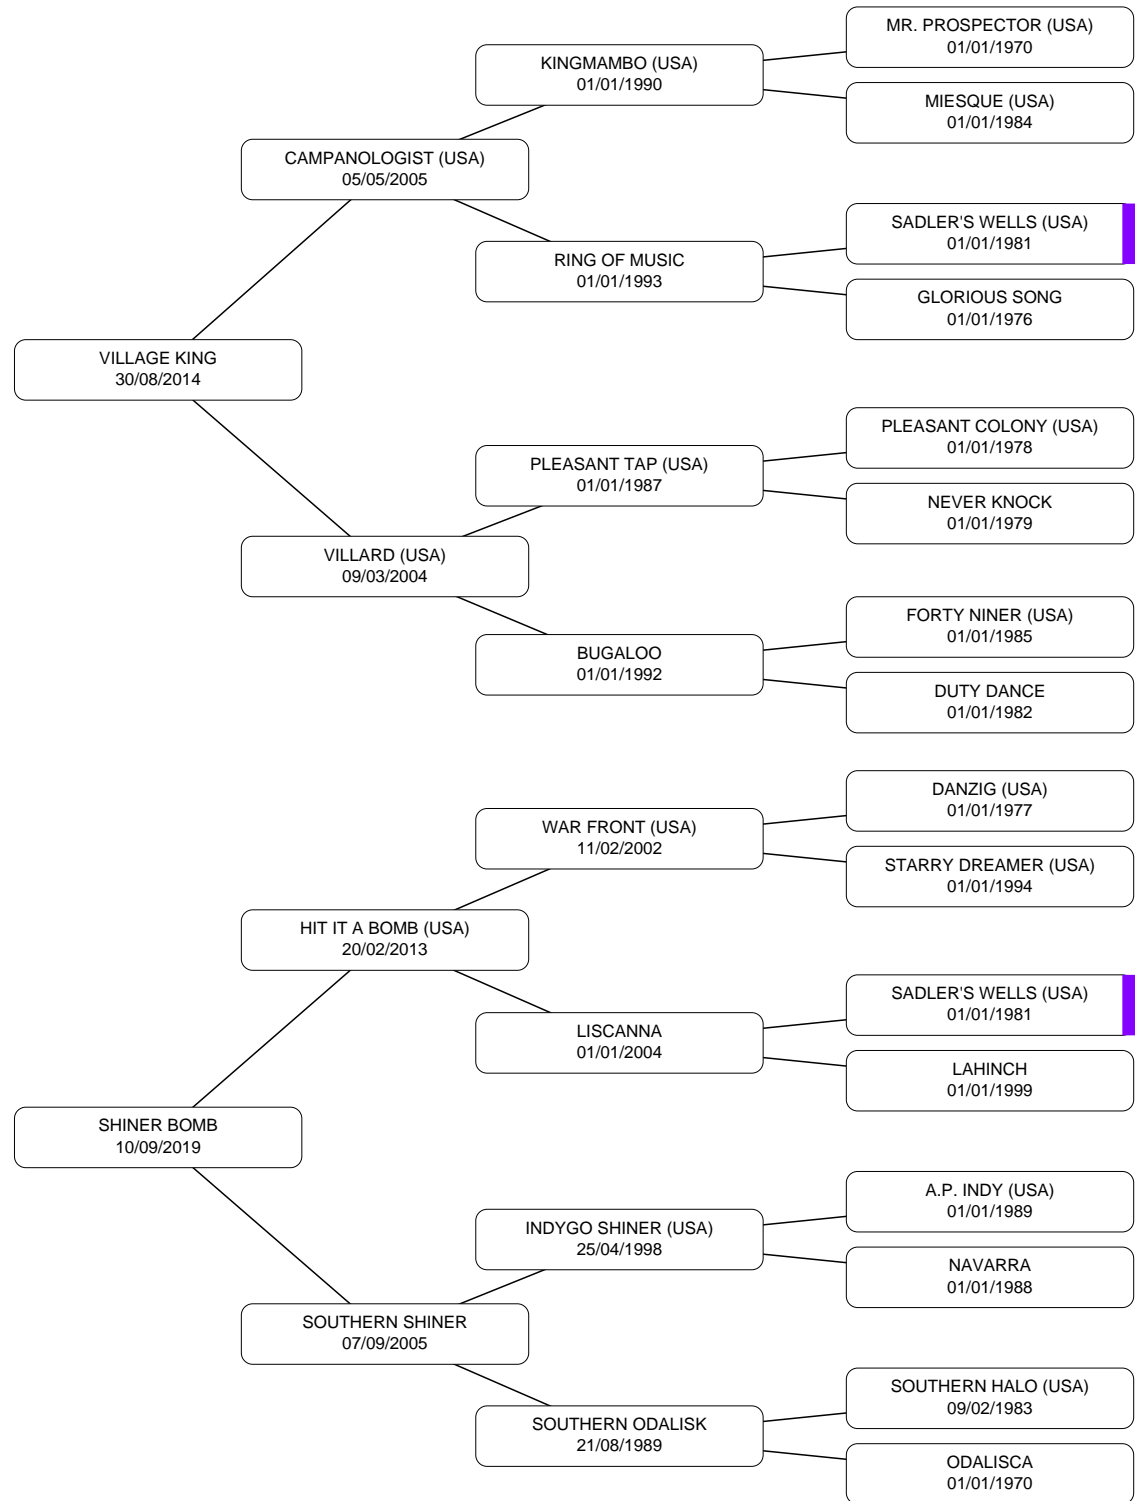 MR. PROSPECTOR (USA)
01/01/1970
KINGMAMBO (USA)
01/01/1990
MIESQUE (USA)
01/01/1984
CAMPANOLOGIST (USA)
05/05/2005
SADLER'S WELLS (USA)
01/01/1981
RING OF MUSIC
01/01/1993
GLORIOUS SONG
01/01/1976
VILLAGE KING
30/08/2014
PLEASANT COLONY (USA)
01/01/1978
PLEASANT TAP (USA)
01/01/1987
NEVER KNOCK
01/01/1979
VILLARD (USA)
09/03/2004
FORTY NINER (USA)
01/01/1985
BUGALOO
01/01/1992
DUTY DANCE
01/01/1982
DANZIG (USA)
01/01/1977
WAR FRONT (USA)
11/02/2002
STARRY DREAMER (USA)
01/01/1994
HIT IT A BOMB (USA)
20/02/2013
SADLER'S WELLS (USA)
01/01/1981
LISCANNA
01/01/2004
LAHINCH
01/01/1999
SHINER BOMB
10/09/2019
A.P. INDY (USA)
01/01/1989
INDYGO SHINER (USA)
25/04/1998
NAVARRA
01/01/1988
SOUTHERN SHINER
07/09/2005
SOUTHERN HALO (USA)
09/02/1983
SOUTHERN ODALISK
21/08/1989
ODALISCA
01/01/1970